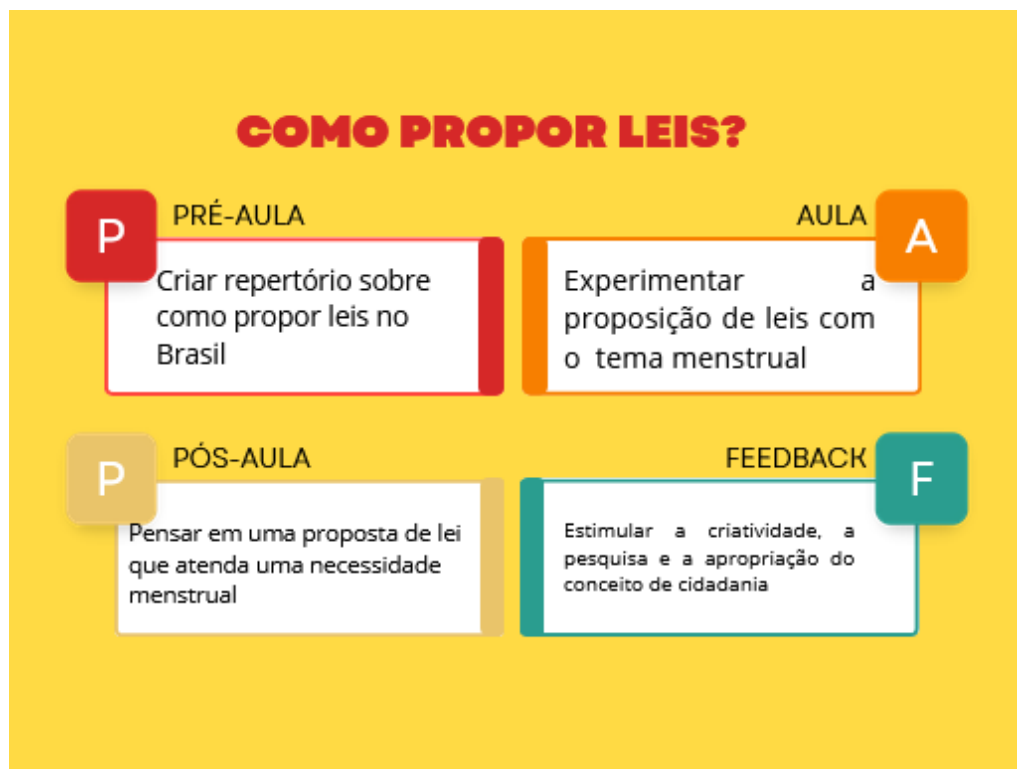 COMO PROPOR LEIS?
P
PRÉ-AULA
Criar repertório sobre
como propor leis no
Brasil
AULA
A
Experimentar a
proposição de leis com
o tema menstrual
P
PÓS-AULA
Pensar em uma proposta de lei
que atenda uma necessidade
menstrual
FEEDBACK
F
Estimular a criatividade, a
pesquisa e a apropriação do
conceito de cidadania